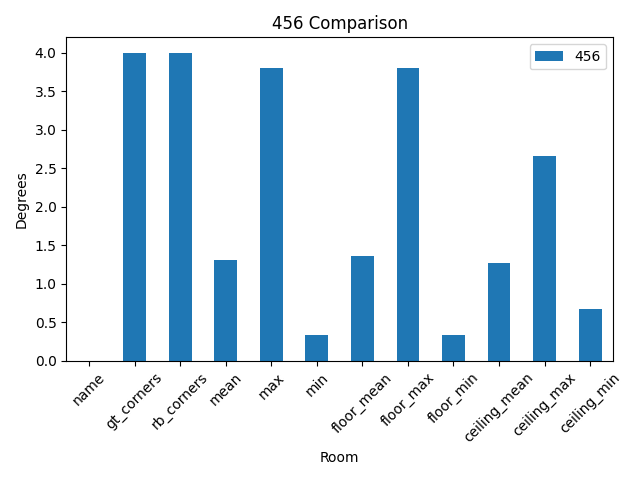 456 Comparison
456
Degrees
4.0
3.5
3.0
2.5
2.0
1.5
1.0
0.5
0.0
name
gt_corners
rb_corners
mean
max
min
floor_mean
floor_max
floor_min
ceiling_mean
ceiling_max
ceiling_min
Room